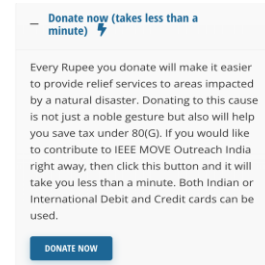 Donate now (takes less than a
minute)
Every Rupee you donate will make it easier
to provide relief services to areas impacted
by a natural disaster. Donating to this cause
is not just a noble gesture but also will help
you save tax under 80(G). If you would like
to contribute to IEEE MOVE Outreach India
right away, then click this button and it will
take you less than a minute. Both Indian or
International Debit and Credit cards can be
used.
DONATE NOW